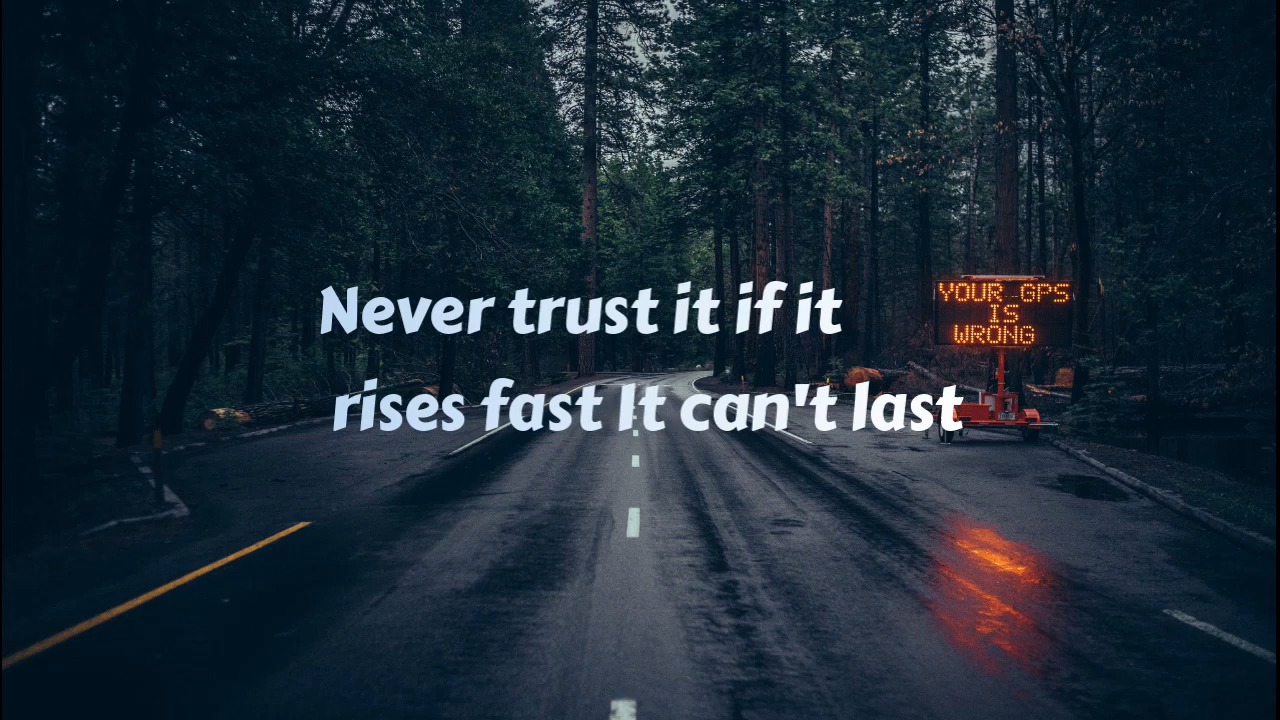 Never trust it if it
rises fast It can't last
YOUR GPS
IS
WRONG